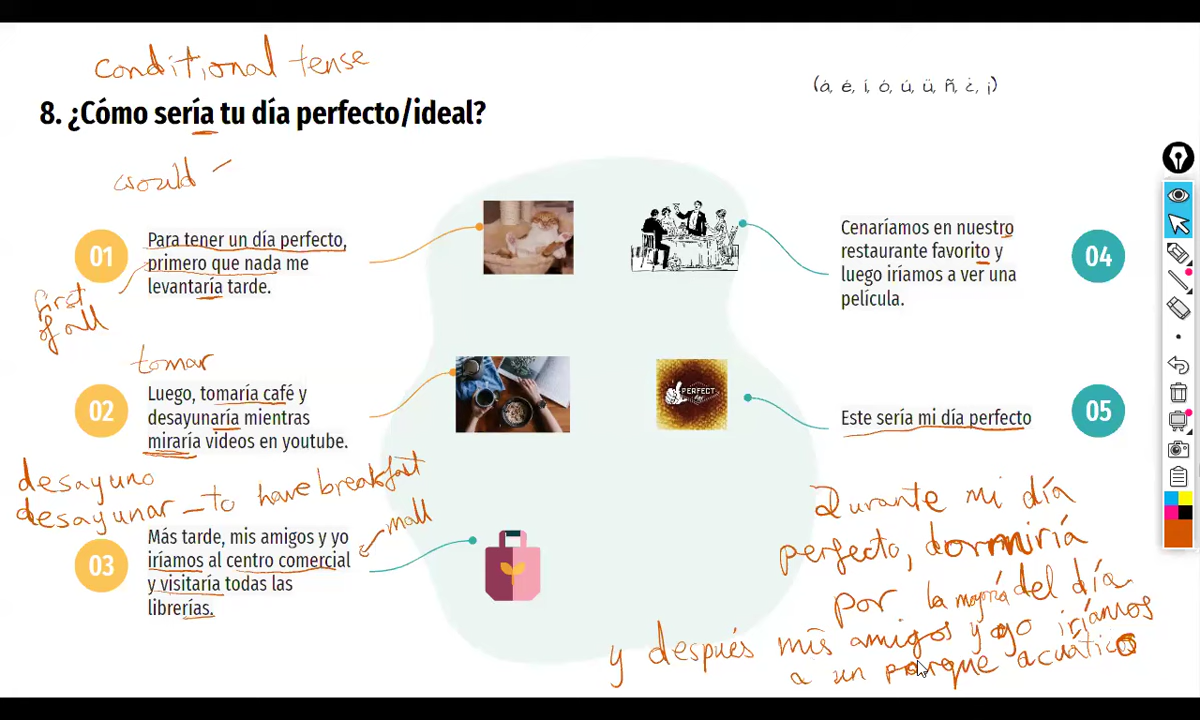 conditional tense
(á, é, í, ó, ú, ü, ñ, ¿, ¡)
8. ¿Cómo sería tu día perfecto/ideal?
would -
01
Para tener un día perfecto,
primero que nada me
levantaría tarde.
first
of all
tomar
02
Luego, tomaría café y
desayunaría mientras
miraría videos en youtube.
desayuno
desayunar - to have breakfast
mall
03
Más tarde, mis amigos y yo
iríamos al centro comercial
y visitaría todas las
librerías.
04
Cenaríamos en nuestro
restaurante favorito y
luego iríamos a ver una
película.
PERFECT
05
Este sería mi día perfecto
Durante mi día
perfecto, dormiría
por la mayoría del día
y después mis amigos y yo iríamos
a un parque acuático